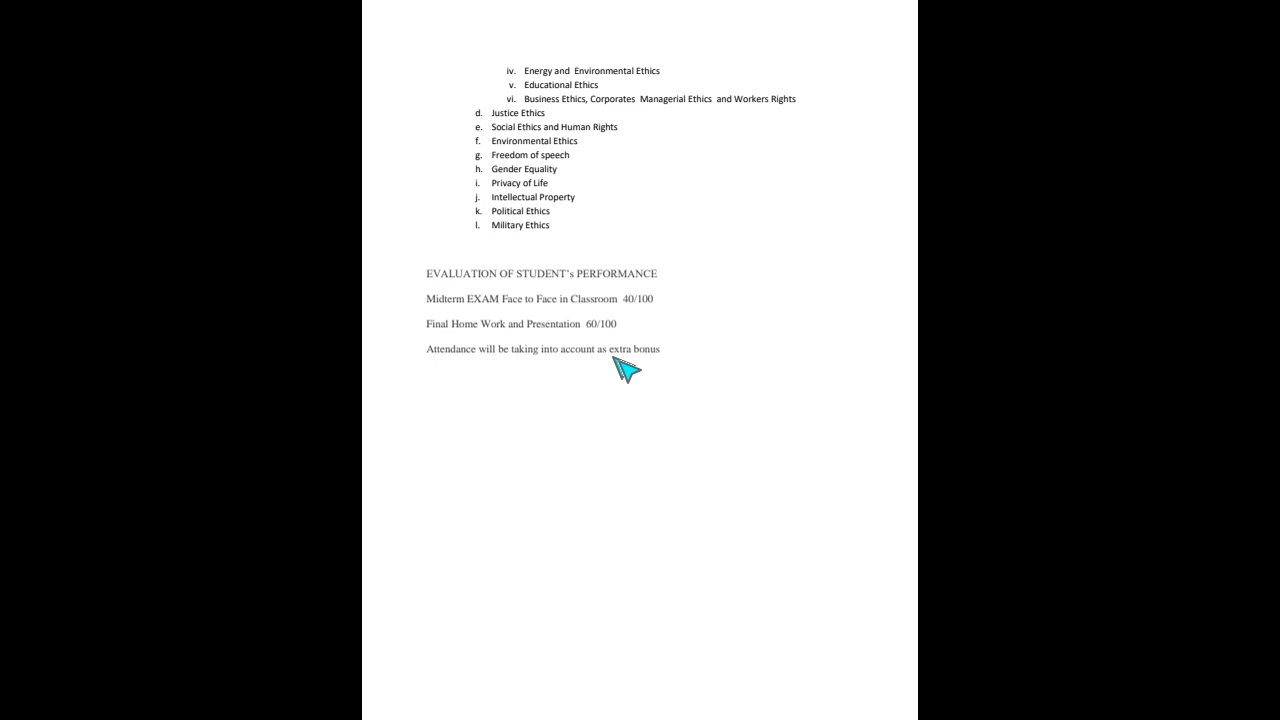 iv. Energy and Environmental Ethics
v. Educational Ethics
vi. Business Ethics, Corporates Managerial Ethics and Workers Rights
d. Justice Ethics
e. Social Ethics and Human Rights
f. Environmental Ethics
g. Freedom of speech
h. Gender Equality
i. Privacy of Life
j. Intellectual Property
k. Political Ethics
l. Military Ethics
EVALUATION OF STUDENT’s PERFORMANCE
Midterm EXAM Face to Face in Classroom 40/100
Final Home Work and Presentation 60/100
Attendance will be taking into account as extra bonus